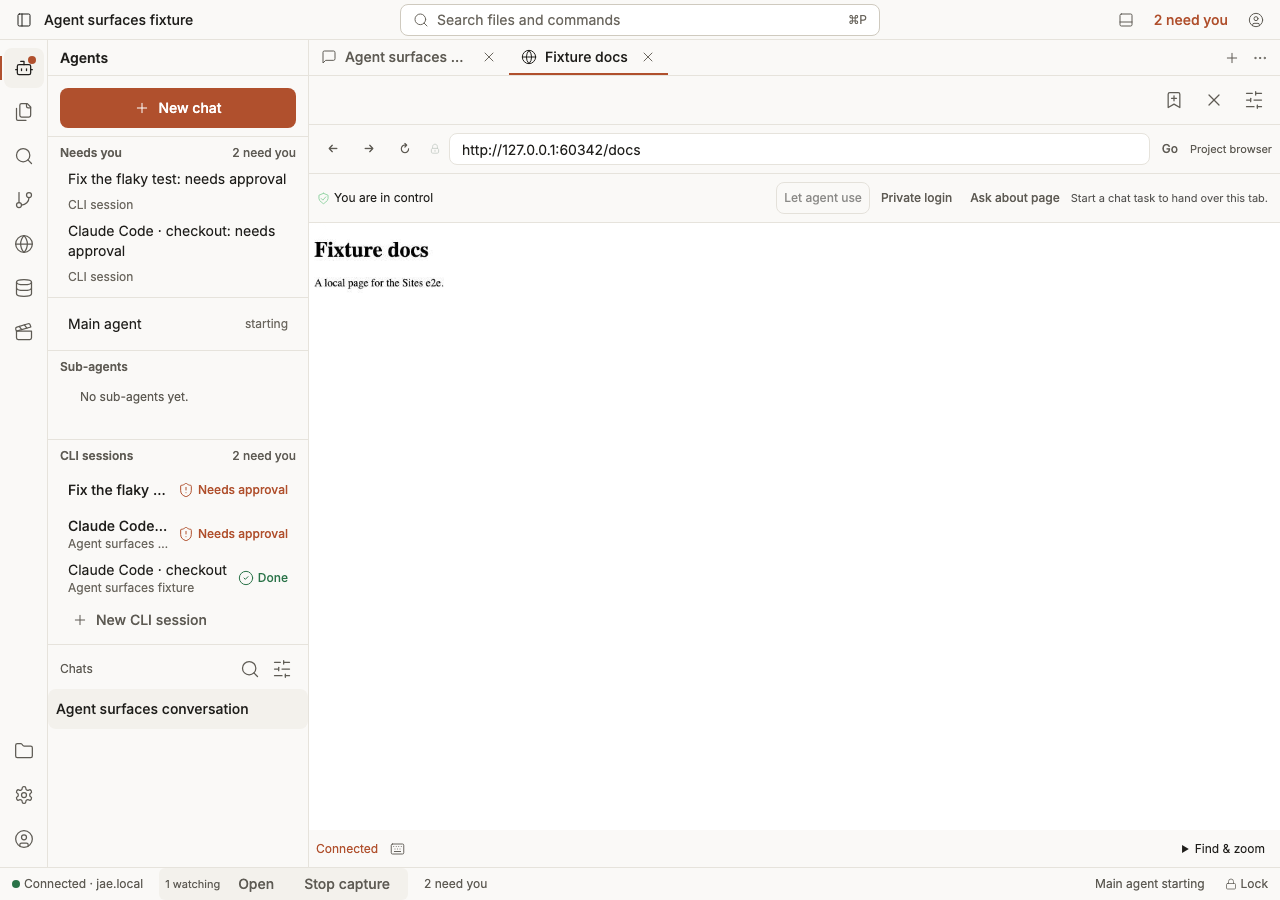 Agent surfaces fixture
Search files and commands ⌘P
2 need you
Agents
Agent surfaces ...
Fixture docs
New chat
Needs you 2 need you
Fix the flaky test: needs approval
CLI session
Claude Code · checkout: needs
approval
CLI session
Main agent starting
Sub-agents
No sub-agents yet.
CLI sessions 2 need you
Fix the flaky ... Needs approval
Claude Code... Needs approval
Agent surfaces ...
Claude Code · checkout Done
Agent surfaces fixture
New CLI session
Chats
Agent surfaces conversation
http://127.0.0.1:60342/docs Go Project browser
You are in control Let agent use Private login Ask about page Start a chat task to hand over this tab.
Fixture docs
A local page for the Sites e2e.
Connected Find & zoom
Connected · jae.local 1 watching Open Stop capture 2 need you Main agent starting Lock